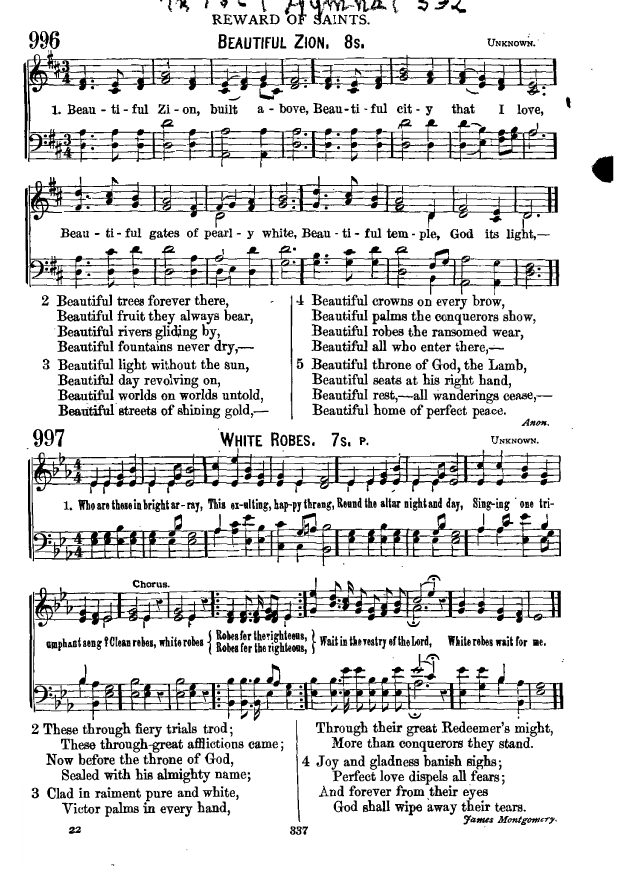 Hymnal 532
REWARD OF SAINTS.
996 BEAUTIFUL ZION. 8s. UNKNOWN.
1. Beau - ti - ful Zi - on, built a - bove, Beau - ti - ful cit - y that I love,
Beau - ti - ful gates of pearl - y white, Beau - ti - ful tem - ple, God its light,—
2 Beautiful trees forever there,
Beautiful fruit they always bear,
Beautiful rivers gliding by,
Beautiful fountains never dry,—
3 Beautiful light without the sun,
Beautiful day revolving on,
Beautiful worlds on worlds untold,
Beautiful streets of shining gold,—
4 Beautiful crowns on every brow,
Beautiful palms the conquerors show,
Beautiful robes the ransomed wear,
Beautiful all who enter there,—
5 Beautiful throne of God, the Lamb,
Beautiful seats at his right hand,
Beautiful rest,—all wanderings cease,—
Beautiful home of perfect peace.
Anon.
997 WHITE ROBES. 7s. P. UNKNOWN.
1. Who are these in bright ar-ray, This ex-ulting, hap-py throng, Round the altar night and day, Sing-ing one tri-
Chorus.
umphant song? Clean robes, white robes { Robes for the righteous, } Wait in the vestry of the Lord, White robes wait for me.
Robes for the righteous,
2 These through fiery trials trod;
These through great afflictions came;
Now before the throne of God,
Sealed with his almighty name;
3 Clad in raiment pure and white,
Victor palms in every hand,
Through their great Redeemer's might,
More than conquerors they stand.
4 Joy and gladness banish sighs;
Perfect love dispels all fears;
And forever from their eyes
God shall wipe away their tears.
James Montgomery.
22 337